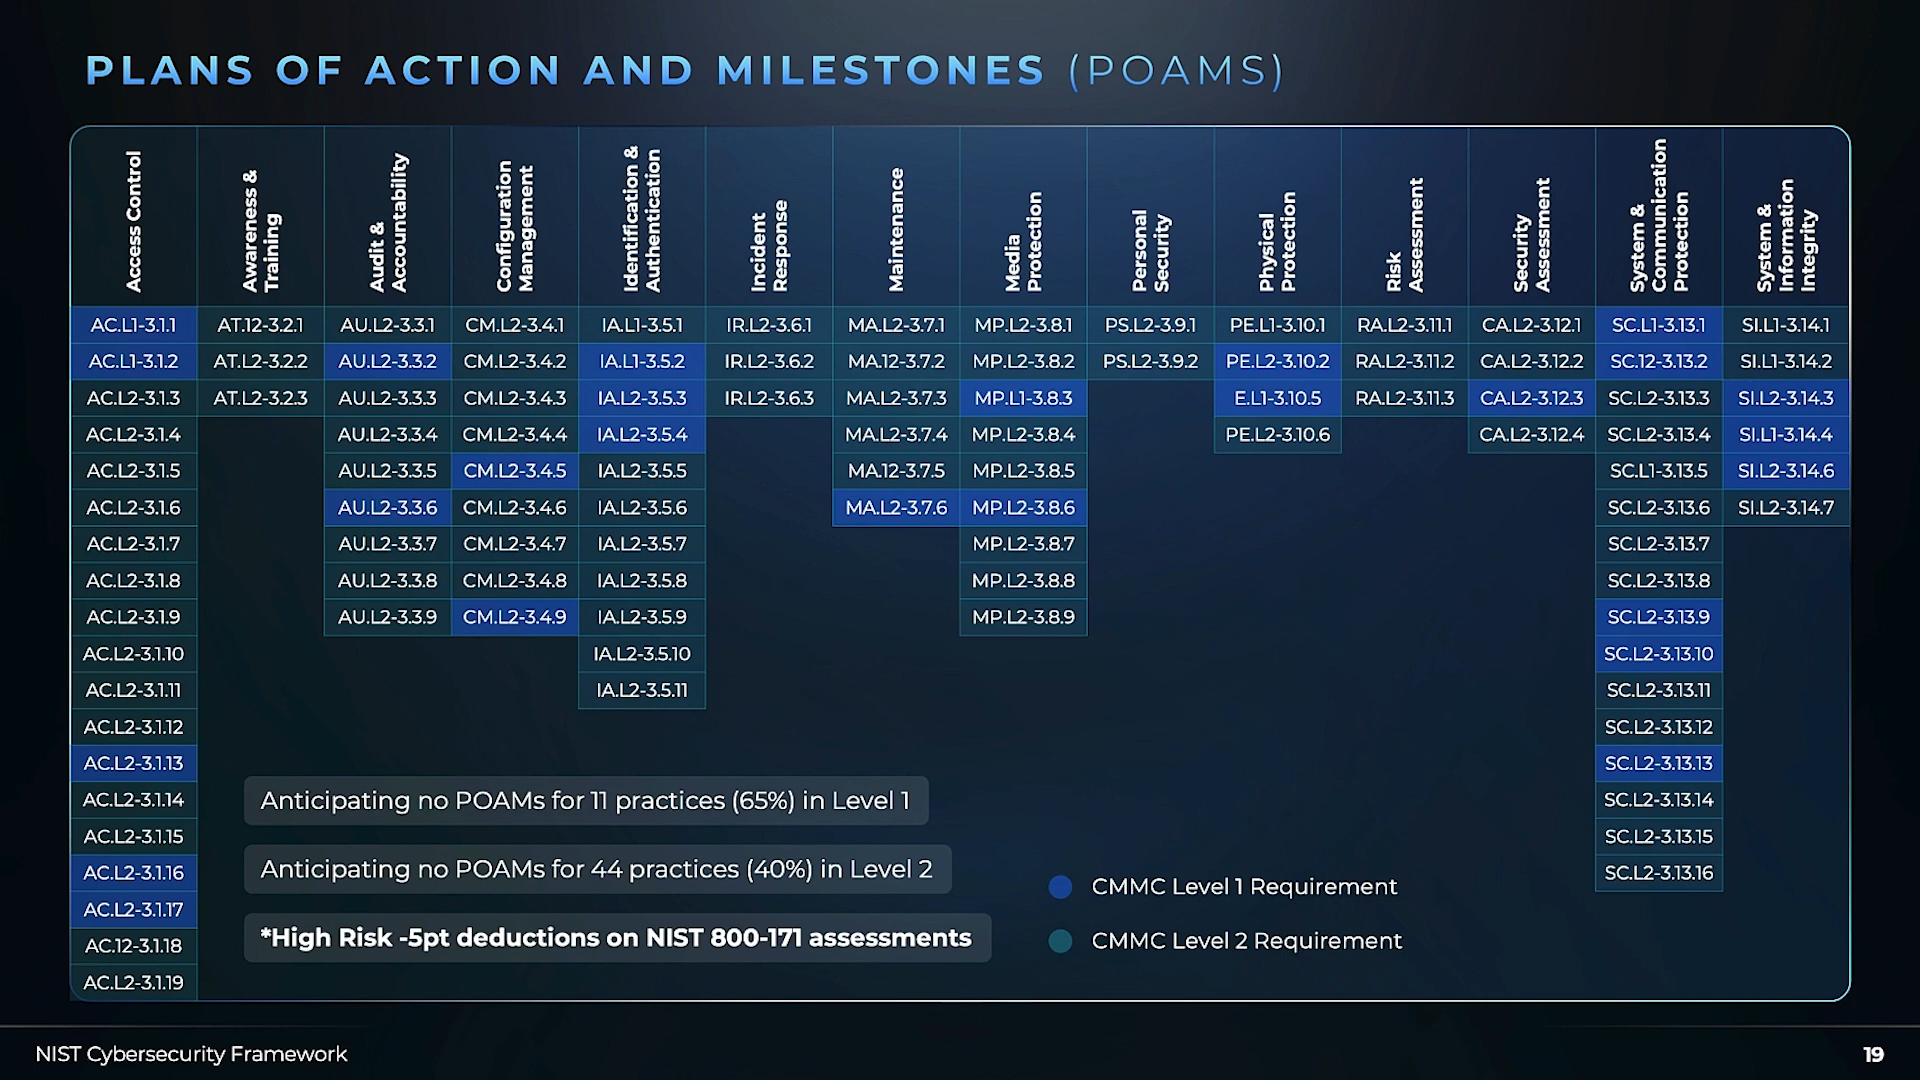 PLANS OF ACTION AND MILESTONES (POAMS)
Access Control
Awareness &
Training
Audit &
Accountability
Configuration
Management
Identification &
Authentication
Incident
Response
Maintenance
Media
Protection
Personal
Security
Physical
Protection
Risk
Assessment
Security
Assessment
System &
Communication
Protection
System &
Information
Integrity
AC.L1-3.1.1 AT.12-3.2.1 AU.L2-3.3.1 CM.L2-3.4.1 IA.L1-3.5.1 IR.L2-3.6.1 MA.L2-3.7.1 MP.L2-3.8.1 PS.L2-3.9.1 PE.L1-3.10.1 RA.L2-3.11.1 CA.L2-3.12.1 SC.L1-3.13.1 SI.L1-3.14.1
AC.L1-3.1.2 AT.L2-3.2.2 AU.L2-3.3.2 CM.L2-3.4.2 IA.L1-3.5.2 IR.L2-3.6.2 MA.12-3.7.2 MP.L2-3.8.2 PS.L2-3.9.2 PE.L2-3.10.2 RA.L2-3.11.2 CA.L2-3.12.2 SC.12-3.13.2 SI.L1-3.14.2
AC.L2-3.1.3 AT.L2-3.2.3 AU.L2-3.3.3 CM.L2-3.4.3 IA.L2-3.5.3 IR.L2-3.6.3 MA.L2-3.7.3 MP.L1-3.8.3 E.L1-3.10.5 RA.L2-3.11.3 CA.L2-3.12.3 SC.L2-3.13.3 SI.L2-3.14.3
AC.L2-3.1.4 AU.L2-3.3.4 CM.L2-3.4.4 IA.L2-3.5.4 MA.L2-3.7.4 MP.L2-3.8.4 PE.L2-3.10.6 CA.L2-3.12.4 SC.L2-3.13.4 SI.L1-3.14.4
AC.L2-3.1.5 AU.L2-3.3.5 CM.L2-3.4.5 IA.L2-3.5.5 MA.12-3.7.5 MP.L2-3.8.5 SC.L1-3.13.5 SI.L2-3.14.6
AC.L2-3.1.6 AU.L2-3.3.6 CM.L2-3.4.6 IA.L2-3.5.6 MA.L2-3.7.6 MP.L2-3.8.6 SC.L2-3.13.6 SI.L2-3.14.7
AC.L2-3.1.7 AU.L2-3.3.7 CM.L2-3.4.7 IA.L2-3.5.7 MP.L2-3.8.7 SC.L2-3.13.7
AC.L2-3.1.8 AU.L2-3.3.8 CM.L2-3.4.8 IA.L2-3.5.8 MP.L2-3.8.8 SC.L2-3.13.8
AC.L2-3.1.9 AU.L2-3.3.9 CM.L2-3.4.9 IA.L2-3.5.9 MP.L2-3.8.9 SC.L2-3.13.9
AC.L2-3.1.10 IA.L2-3.5.10 SC.L2-3.13.10
AC.L2-3.1.11 IA.L2-3.5.11 SC.L2-3.13.11
AC.L2-3.1.12 SC.L2-3.13.12
AC.L2-3.1.13 SC.L2-3.13.13
AC.L2-3.1.14 SC.L2-3.13.14
AC.L2-3.1.15 SC.L2-3.13.15
AC.L2-3.1.16 SC.L2-3.13.16
AC.L2-3.1.17
AC.12-3.1.18
AC.L2-3.1.19
Anticipating no POAMs for 11 practices (65%) in Level 1
Anticipating no POAMs for 44 practices (40%) in Level 2
*High Risk -5pt deductions on NIST 800-171 assessments
CMMC Level 1 Requirement
CMMC Level 2 Requirement
NIST Cybersecurity Framework
19